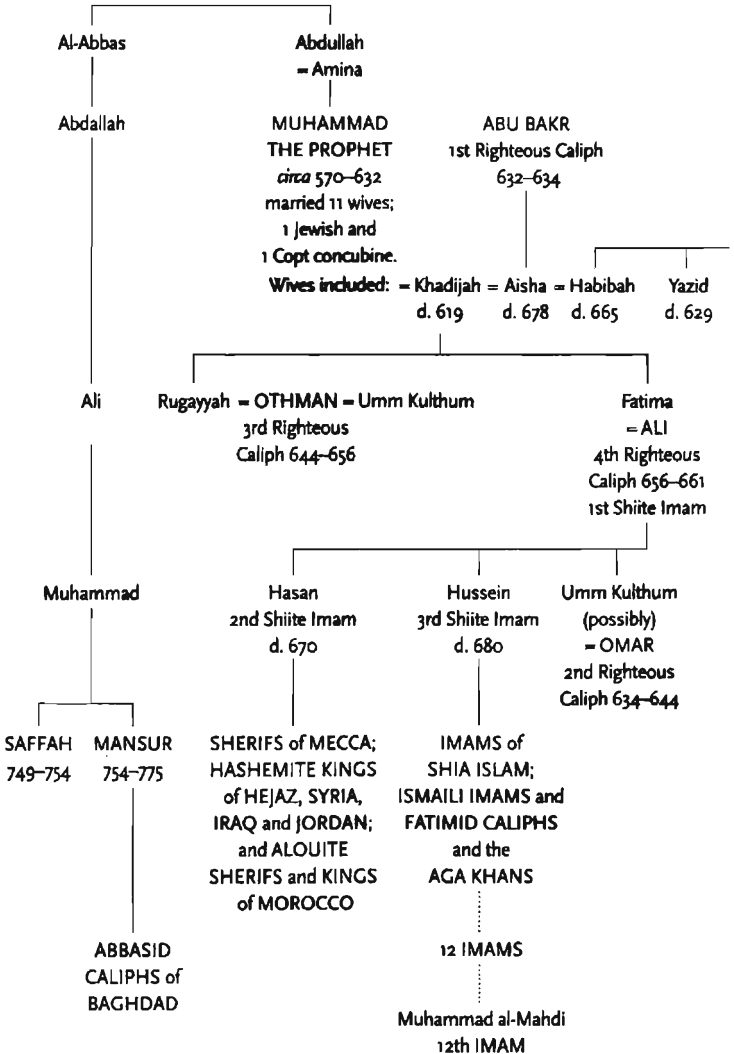 Al-Abbas
Abdullah
= Amina
Abdallah
MUHAMMAD
THE PROPHET
circa 570–632
married 11 wives;
1 Jewish and
1 Copt concubine.
ABU BAKR
1st Righteous Caliph
632–634
Wives included: = Khadijah = Aisha = Habibah
d. 619 d. 678 d. 665
Yazid
d. 629
Ali
Rugayyah = OTHMAN = Umm Kulthum
3rd Righteous
Caliph 644–656
Fatima
= ALI
4th Righteous
Caliph 656–661
1st Shiite Imam
Muhammad
Hasan
2nd Shiite Imam
d. 670
Hussein
3rd Shiite Imam
d. 680
Umm Kulthum
(possibly)
= OMAR
2nd Righteous
Caliph 634–644
SAFFAH
749–754
MANSUR
754–775
SHERIFS of MECCA;
HASHEMITE KINGS
of HEJAZ, SYRIA,
IRAQ and JORDAN;
and ALOUITE
SHERIFS and KINGS
of MOROCCO
IMAMS of
SHIA ISLAM;
ISMAILI IMAMS and
FATIMID CALIPHS
and the
AGA KHANS
ABBASID
CALIPHS of
BAGHDAD
12 IMAMS
Muhammad al-Mahdi
12th IMAM